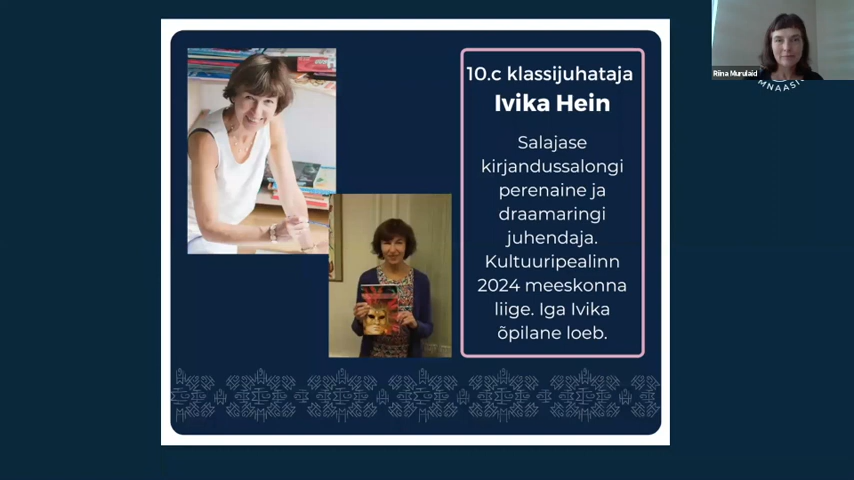 10.c klassijuhataja
Ivika Hein
Salajase
kirjandussalongi
perenaine ja
draamaringi
juhendaja.
Kultuuripealinn
2024 meeskonna
liige. Iga Ivika
õpilane loeb.
Riina Murulaid
MNAASIU